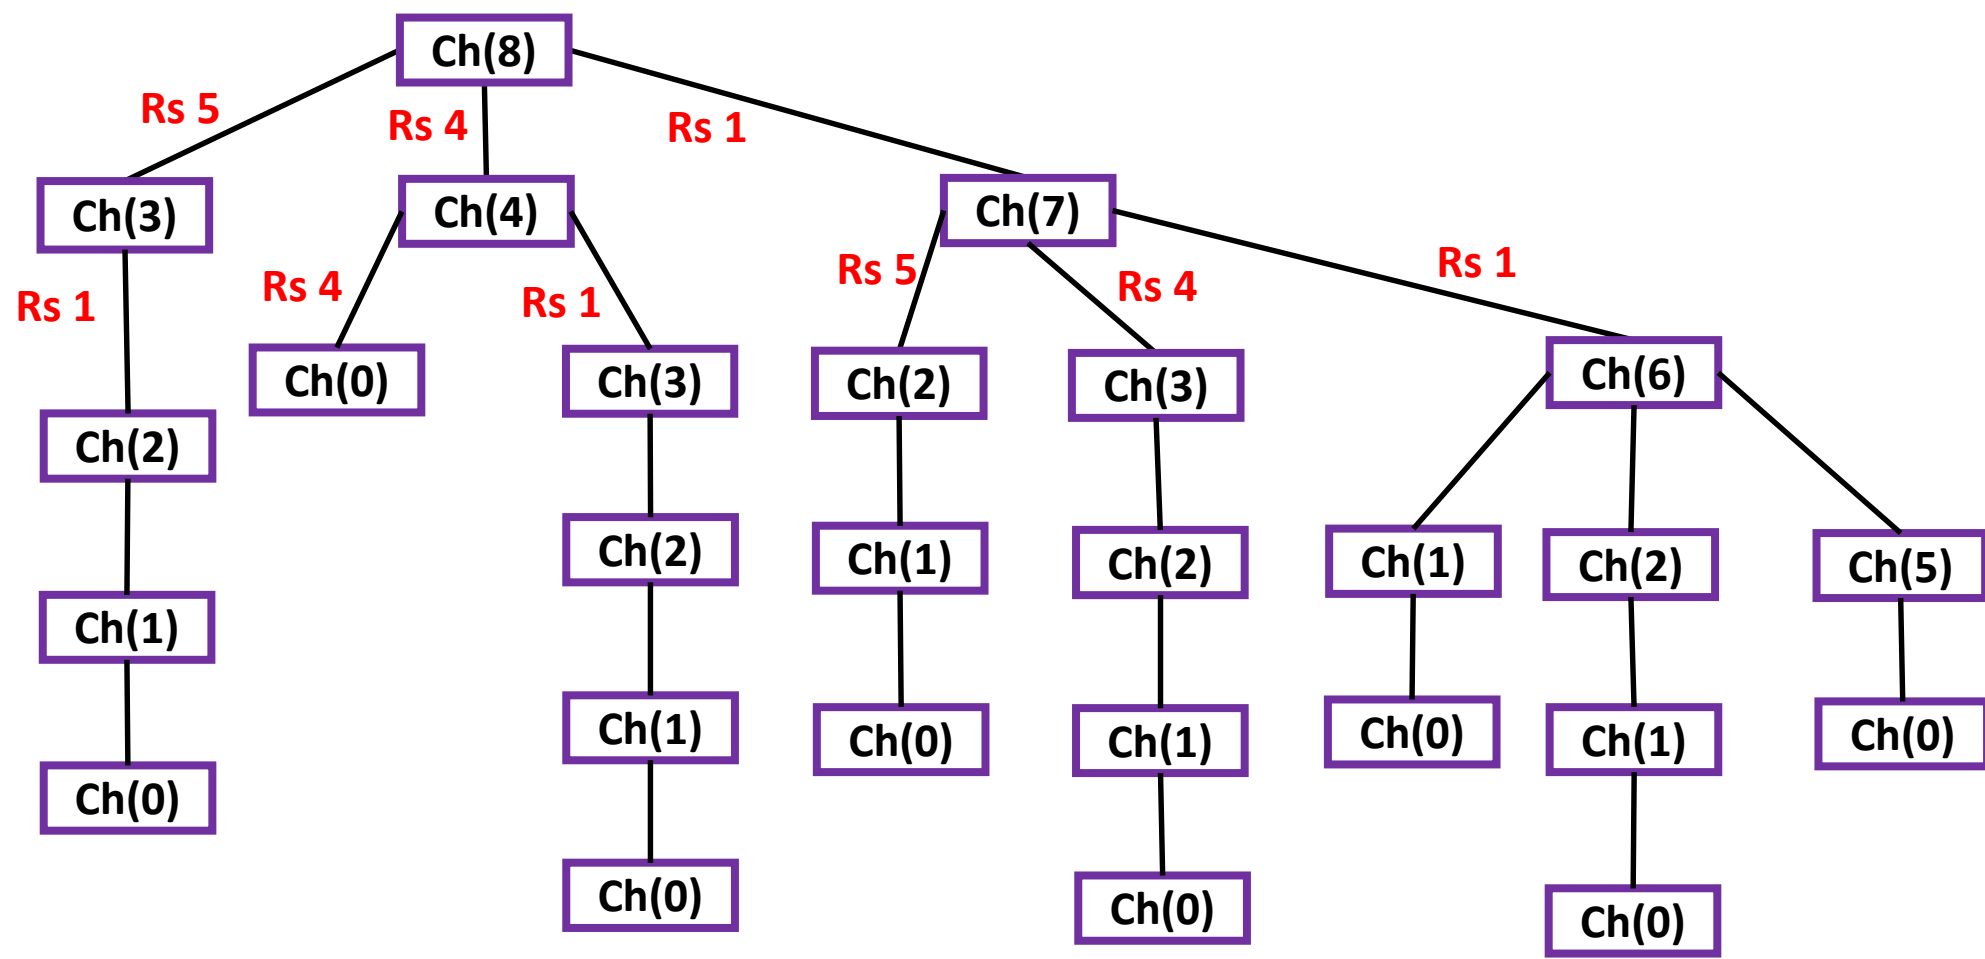 Ch(8)
Rs 5
Rs 4
Rs 1
Ch(3)
Ch(4)
Ch(7)
Rs 1
Rs 4
Rs 1
Rs 5
Rs 4
Rs 1
Ch(0)
Ch(3)
Ch(2)
Ch(3)
Ch(6)
Ch(2)
Ch(2)
Ch(1)
Ch(2)
Ch(1)
Ch(2)
Ch(5)
Ch(1)
Ch(1)
Ch(0)
Ch(1)
Ch(0)
Ch(1)
Ch(0)
Ch(0)
Ch(0)
Ch(0)
Ch(0)